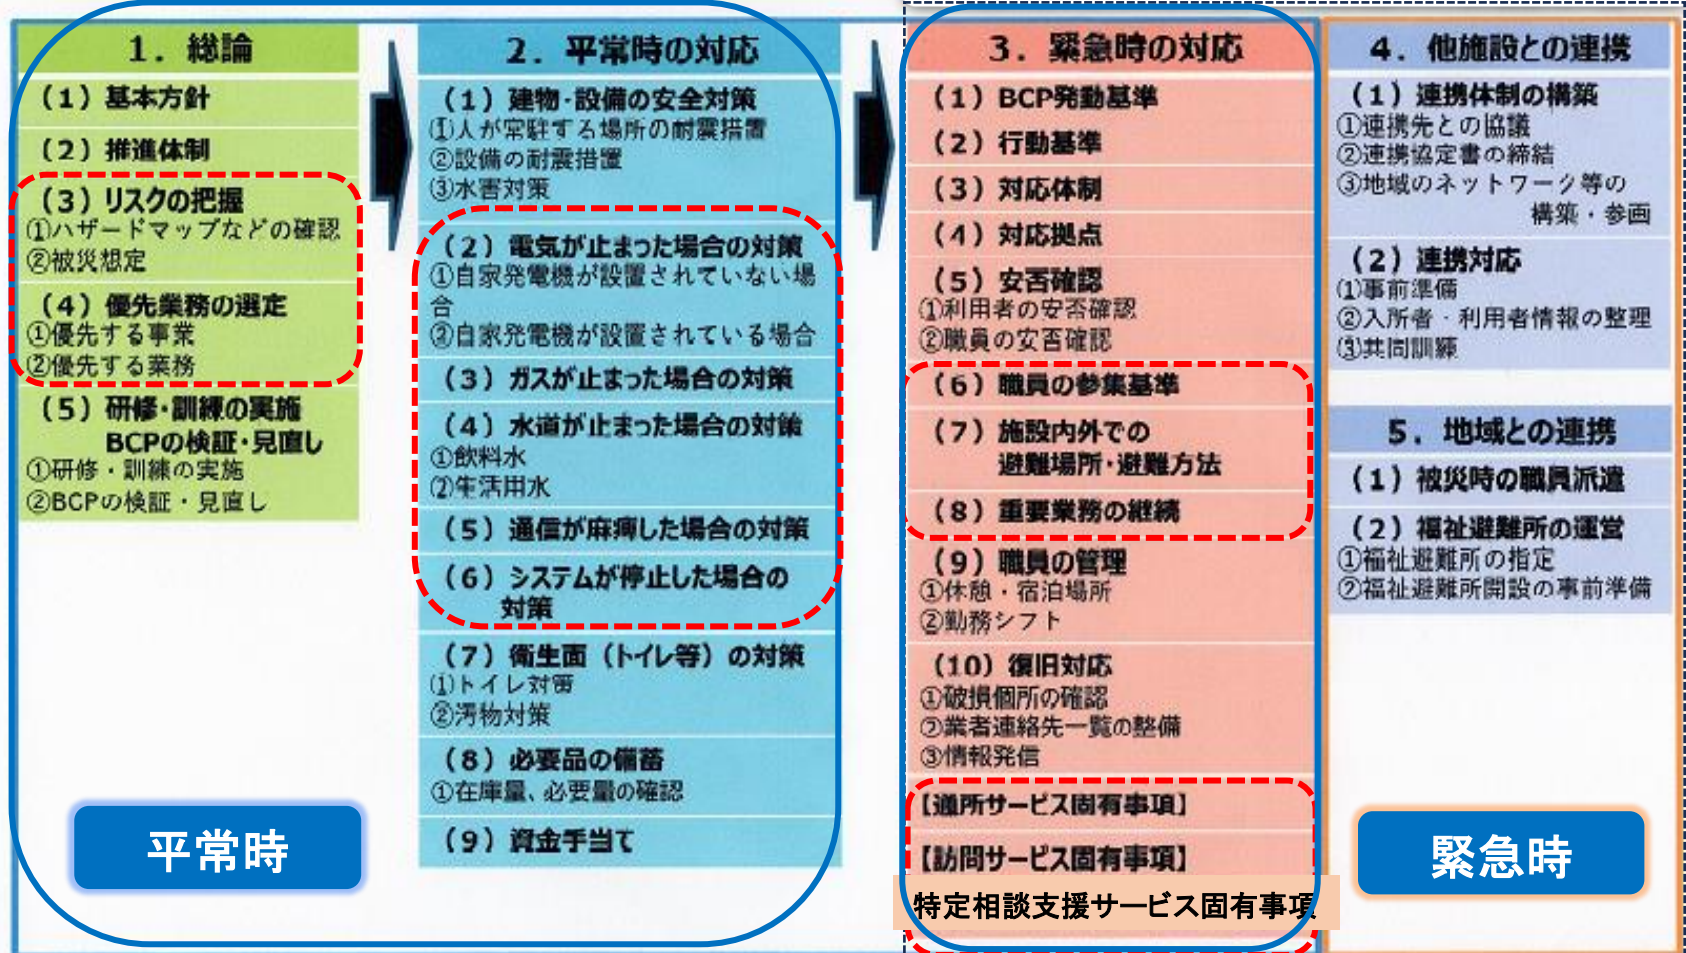 1．総論
（1）基本方針
（2）推進体制
（3）リスクの把握
①ハザードマップなどの確認
②被災想定
（4）優先業務の選定
①優先する事業
②優先する業務
（5）研修・訓練の実施
BCPの検証・見直し
①研修・訓練の実施
②BCPの検証・見直し
平常時
2．平常時の対応
（1）建物・設備の安全対策
①人が常駐する場所の耐震措置
②設備の耐震措置
③水害対策
（2）電気が止まった場合の対策
①自家発電機が設置されていない場
合
②自家発電機が設置されている場合
（3）ガスが止まった場合の対策
（4）水道が止まった場合の対策
①飲料水
②生活用水
（5）通信が麻痺した場合の対策
（6）システムが停止した場合の
対策
（7）衛生面（トイレ等）の対策
①トイレ対策
②汚物対策
（8）必要品の備蓄
①在庫量、必要量の確認
（9）資金手当て
3．緊急時の対応
（1）BCP発動基準
（2）行動基準
（3）対応体制
（4）対応拠点
（5）安否確認
①利用者の安否確認
②職員の安否確認
（6）職員の参集基準
（7）施設内外での
避難場所・避難方法
（8）重要業務の継続
（9）職員の管理
①休憩・宿泊場所
②勤務シフト
（10）復旧対応
①破損個所の確認
②業者連絡先一覧の整備
③情報発信
【通所サービス固有事項】
【訪問サービス固有事項】
特定相談支援サービス固有事項
4．他施設との連携
（1）連携体制の構築
①連携先との協議
②連携協定書の締結
③地域のネットワーク等の
構築・参画
（2）連携対応
①事前準備
②入所者・利用者情報の整理
③共同訓練
5．地域との連携
（1）被災時の職員派遣
（2）福祉避難所の運営
①福祉避難所の指定
②福祉避難所開設の事前準備
緊急時